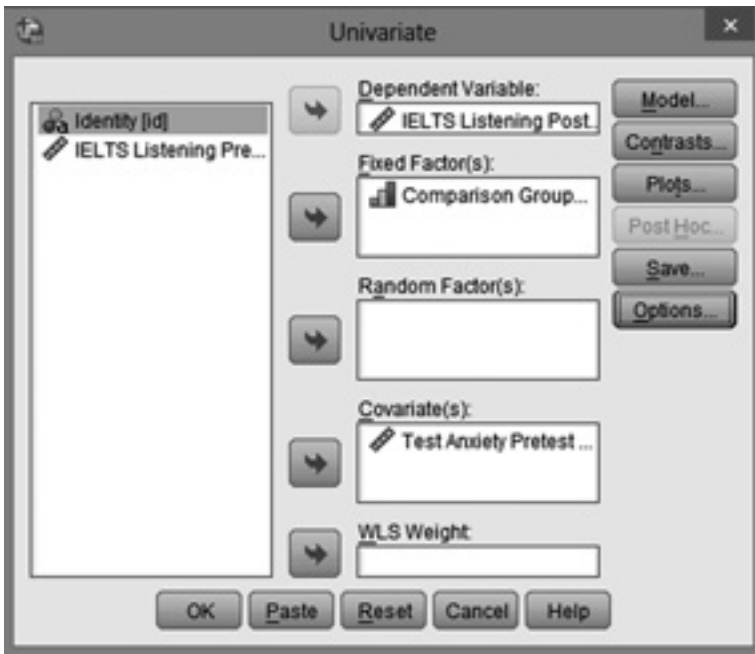 Univariate
Identity [id]
IELTS Listening Pre...
Dependent Variable:
IELTS Listening Post...
Fixed Factor(s):
Comparison Group...
Random Factor(s):
Covariate(s):
Test Anxiety Pretest ...
WLS Weight:
Model...
Contrasts...
Plots...
Post Hoc...
Save...
Options...
OK
Paste
Reset
Cancel
Help